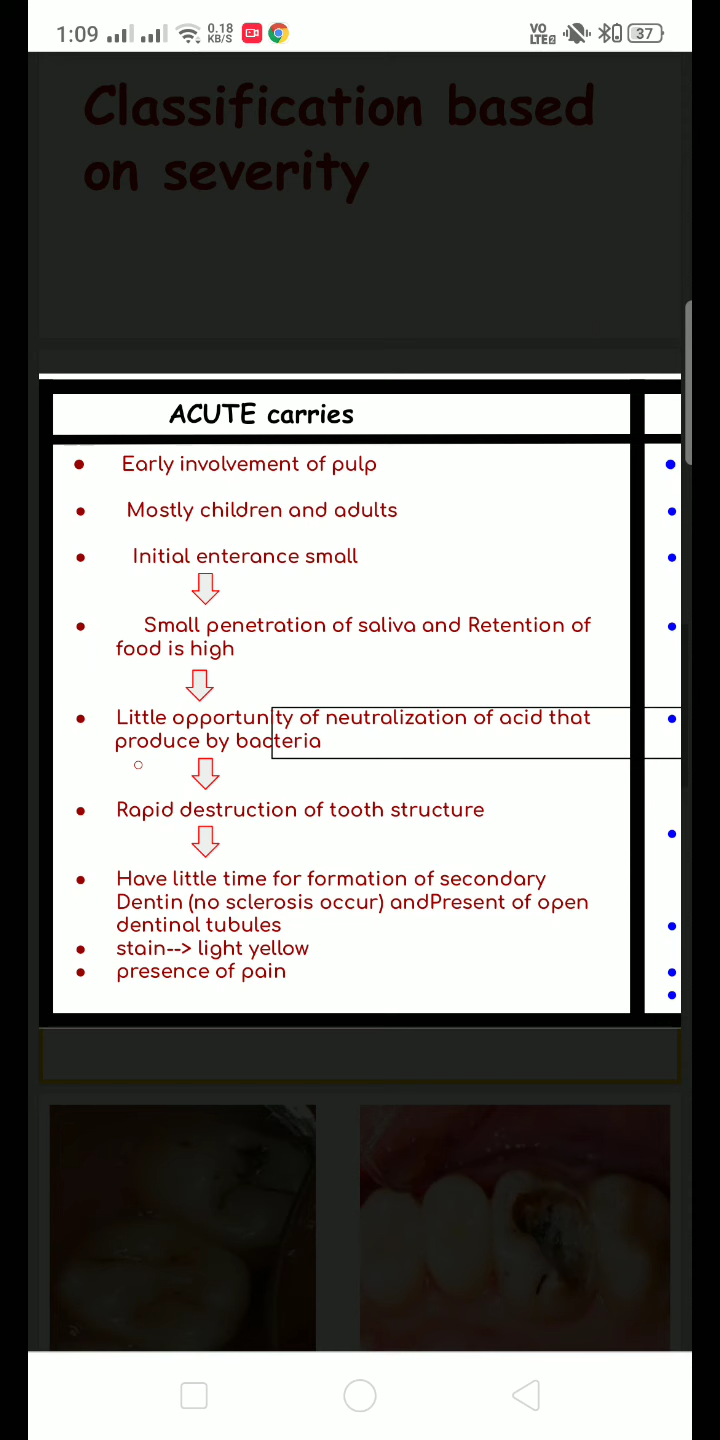 1:09
0.18
KB/S
VO
LTE2
37
Classification based
on severity
ACUTE carries
• Early involvement of pulp
• Mostly children and adults
• Initial enterance small
• Small penetration of saliva and Retention of
food is high
• Little opportunity of neutralization of acid that
produce by bacteria
• Rapid destruction of tooth structure
• Have little time for formation of secondary
Dentin (no sclerosis occur) andPresent of open
dentinal tubules
• stain--> light yellow
• presence of pain